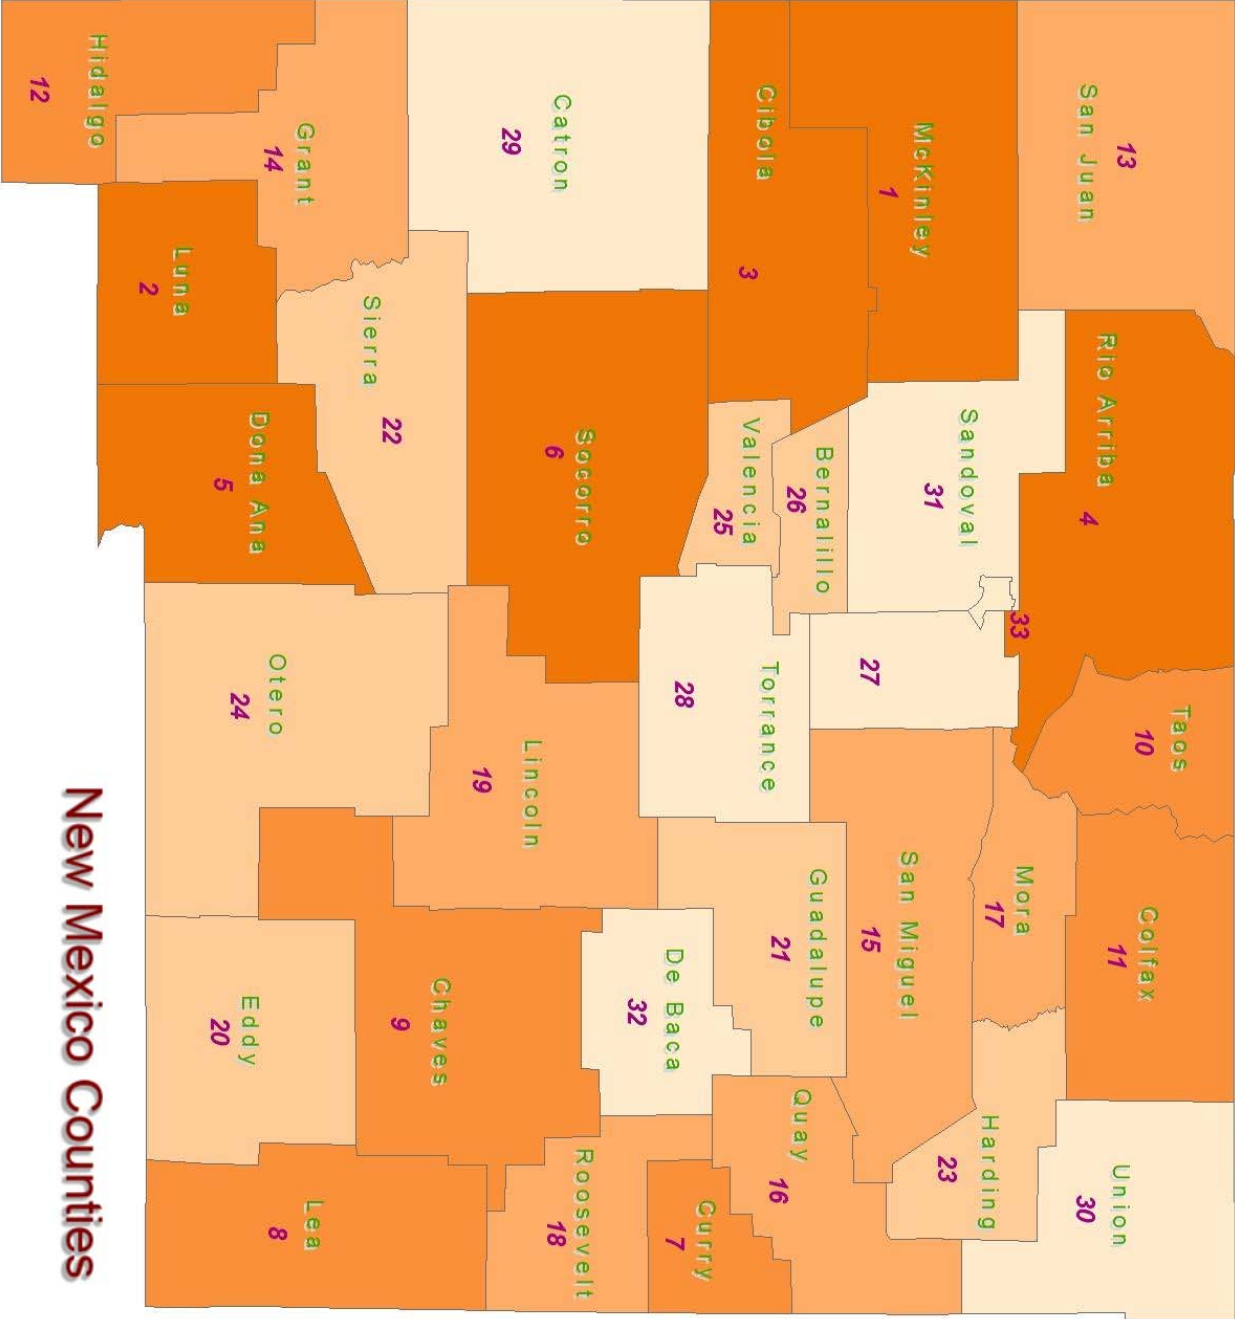 San Juan
13
Rio Arriba
4
Taos
10
Colfax
11
Union
30
McKinley
1
Sandoval
31
33
27
Mora
17
Harding
23
San Miguel
15
Cibola
3
Bernalillo
26
Valencia
25
Torrance
28
Guadalupe
21
Quay
16
Catron
29
Socorro
6
Lincoln
19
De Baca
32
Curry
7
Roosevelt
18
Grant
14
Sierra
22
Chaves
9
Hidalgo
12
Luna
2
Dona Ana
5
Otero
24
Eddy
20
Lea
8
New Mexico Counties